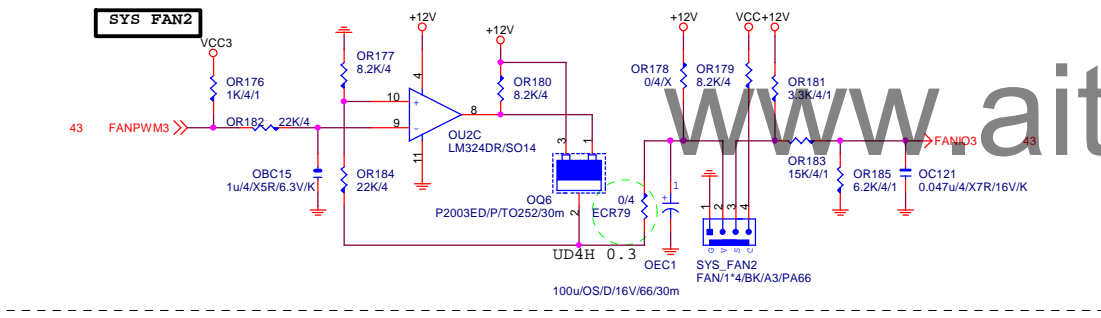 SYS FAN2
+12V
+12V
+12V
VCC
+12V
VCC3
OR176
1K/4/1
OR177
8.2K/4
4
OR180
8.2K/4
OR178
0/4/X
OR179
8.2K/4
OR181
3.3K/4/1
www.ait
43
FANPWM3
OR182
22K/4
10
+
9
-
8
OU2C
LM324DR/SO14
11
3
1
FANIO3
43
OBC15
1u/4/X5R/6.3V/K
OR184
22K/4
OQ6
P2003ED/P/TO252/30m
2
0/4
ECR79
1
+
OR183
15K/4/1
OR185
6.2K/4/1
OC121
0.047u/4/X7R/16V/K
1
2
3
4
G
V
S
C
UD4H 0.3
OEC1
100u/OS/D/16V/66/30m
SYS_FAN2
FAN/1*4/BK/A3/PA66